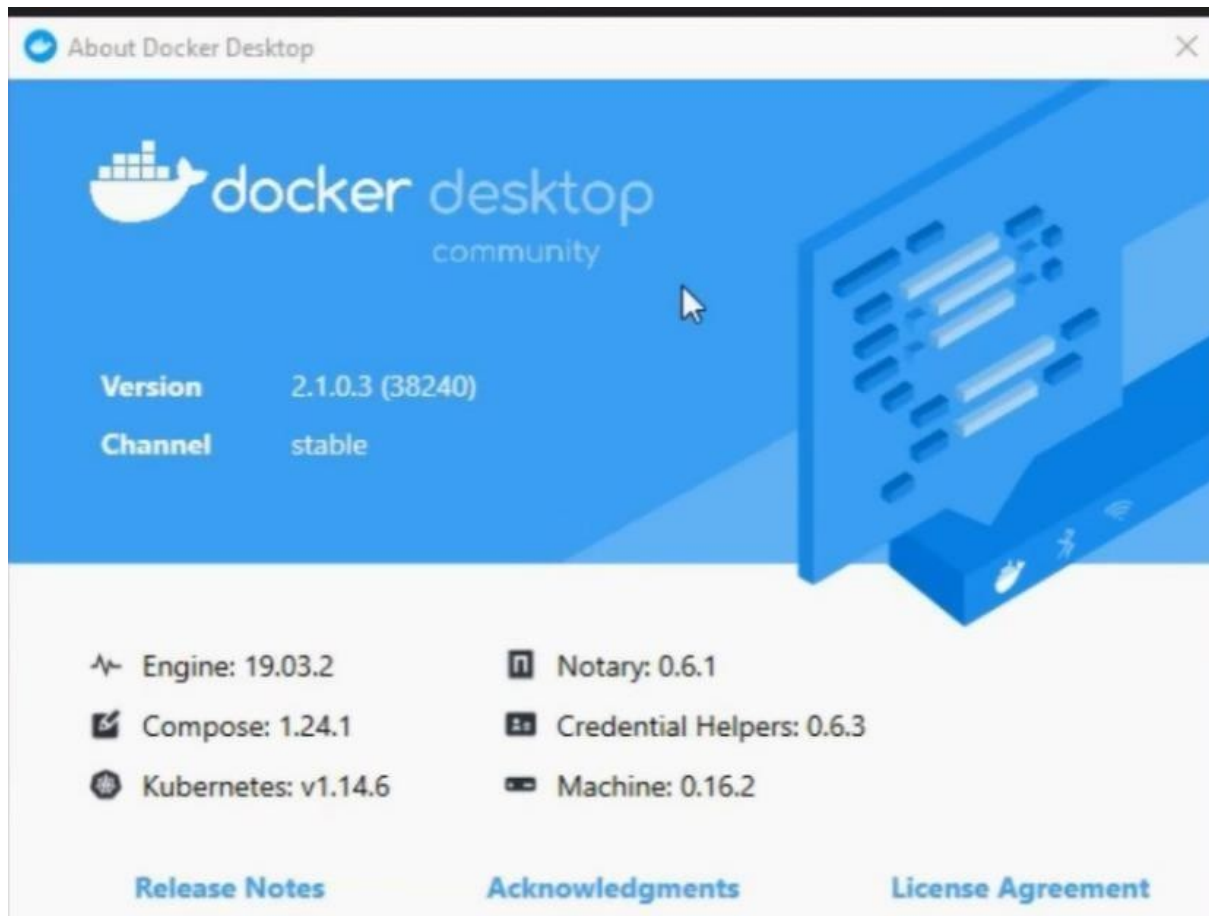 About Docker Desktop
docker desktop
community
Version 2.1.0.3 (38240)
Channel stable
Engine: 19.03.2
Notary: 0.6.1
Compose: 1.24.1
Credential Helpers: 0.6.3
Kubernetes: v1.14.6
Machine: 0.16.2
Release Notes Acknowledgments License Agreement